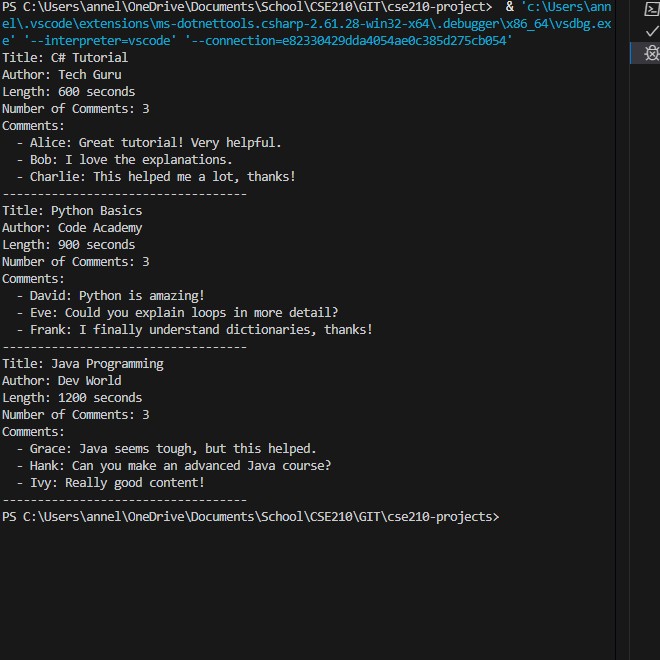 PS C:\Users\annel\OneDrive\Documents\School\CSE210\GIT\cse210-project>  & 'c:\Users\ann
el\.vscode\extensions\ms-dotnettools.csharp-2.61.28-win32-x64\.debugger\x86_64\vsdbg.ex
e' '--interpreter=vscode' '--connection=e82330429dda4054ae0c385d275cb054'
Title: C# Tutorial
Author: Tech Guru
Length: 600 seconds
Number of Comments: 3
Comments:
  - Alice: Great tutorial! Very helpful.
  - Bob: I love the explanations.
  - Charlie: This helped me a lot, thanks!
----------------------------------
Title: Python Basics
Author: Code Academy
Length: 900 seconds
Number of Comments: 3
Comments:
  - David: Python is amazing!
  - Eve: Could you explain loops in more detail?
  - Frank: I finally understand dictionaries, thanks!
----------------------------------
Title: Java Programming
Author: Dev World
Length: 1200 seconds
Number of Comments: 3
Comments:
  - Grace: Java seems tough, but this helped.
  - Hank: Can you make an advanced Java course?
  - Ivy: Really good content!
----------------------------------
PS C:\Users\annel\OneDrive\Documents\School\CSE210\GIT\cse210-projects>